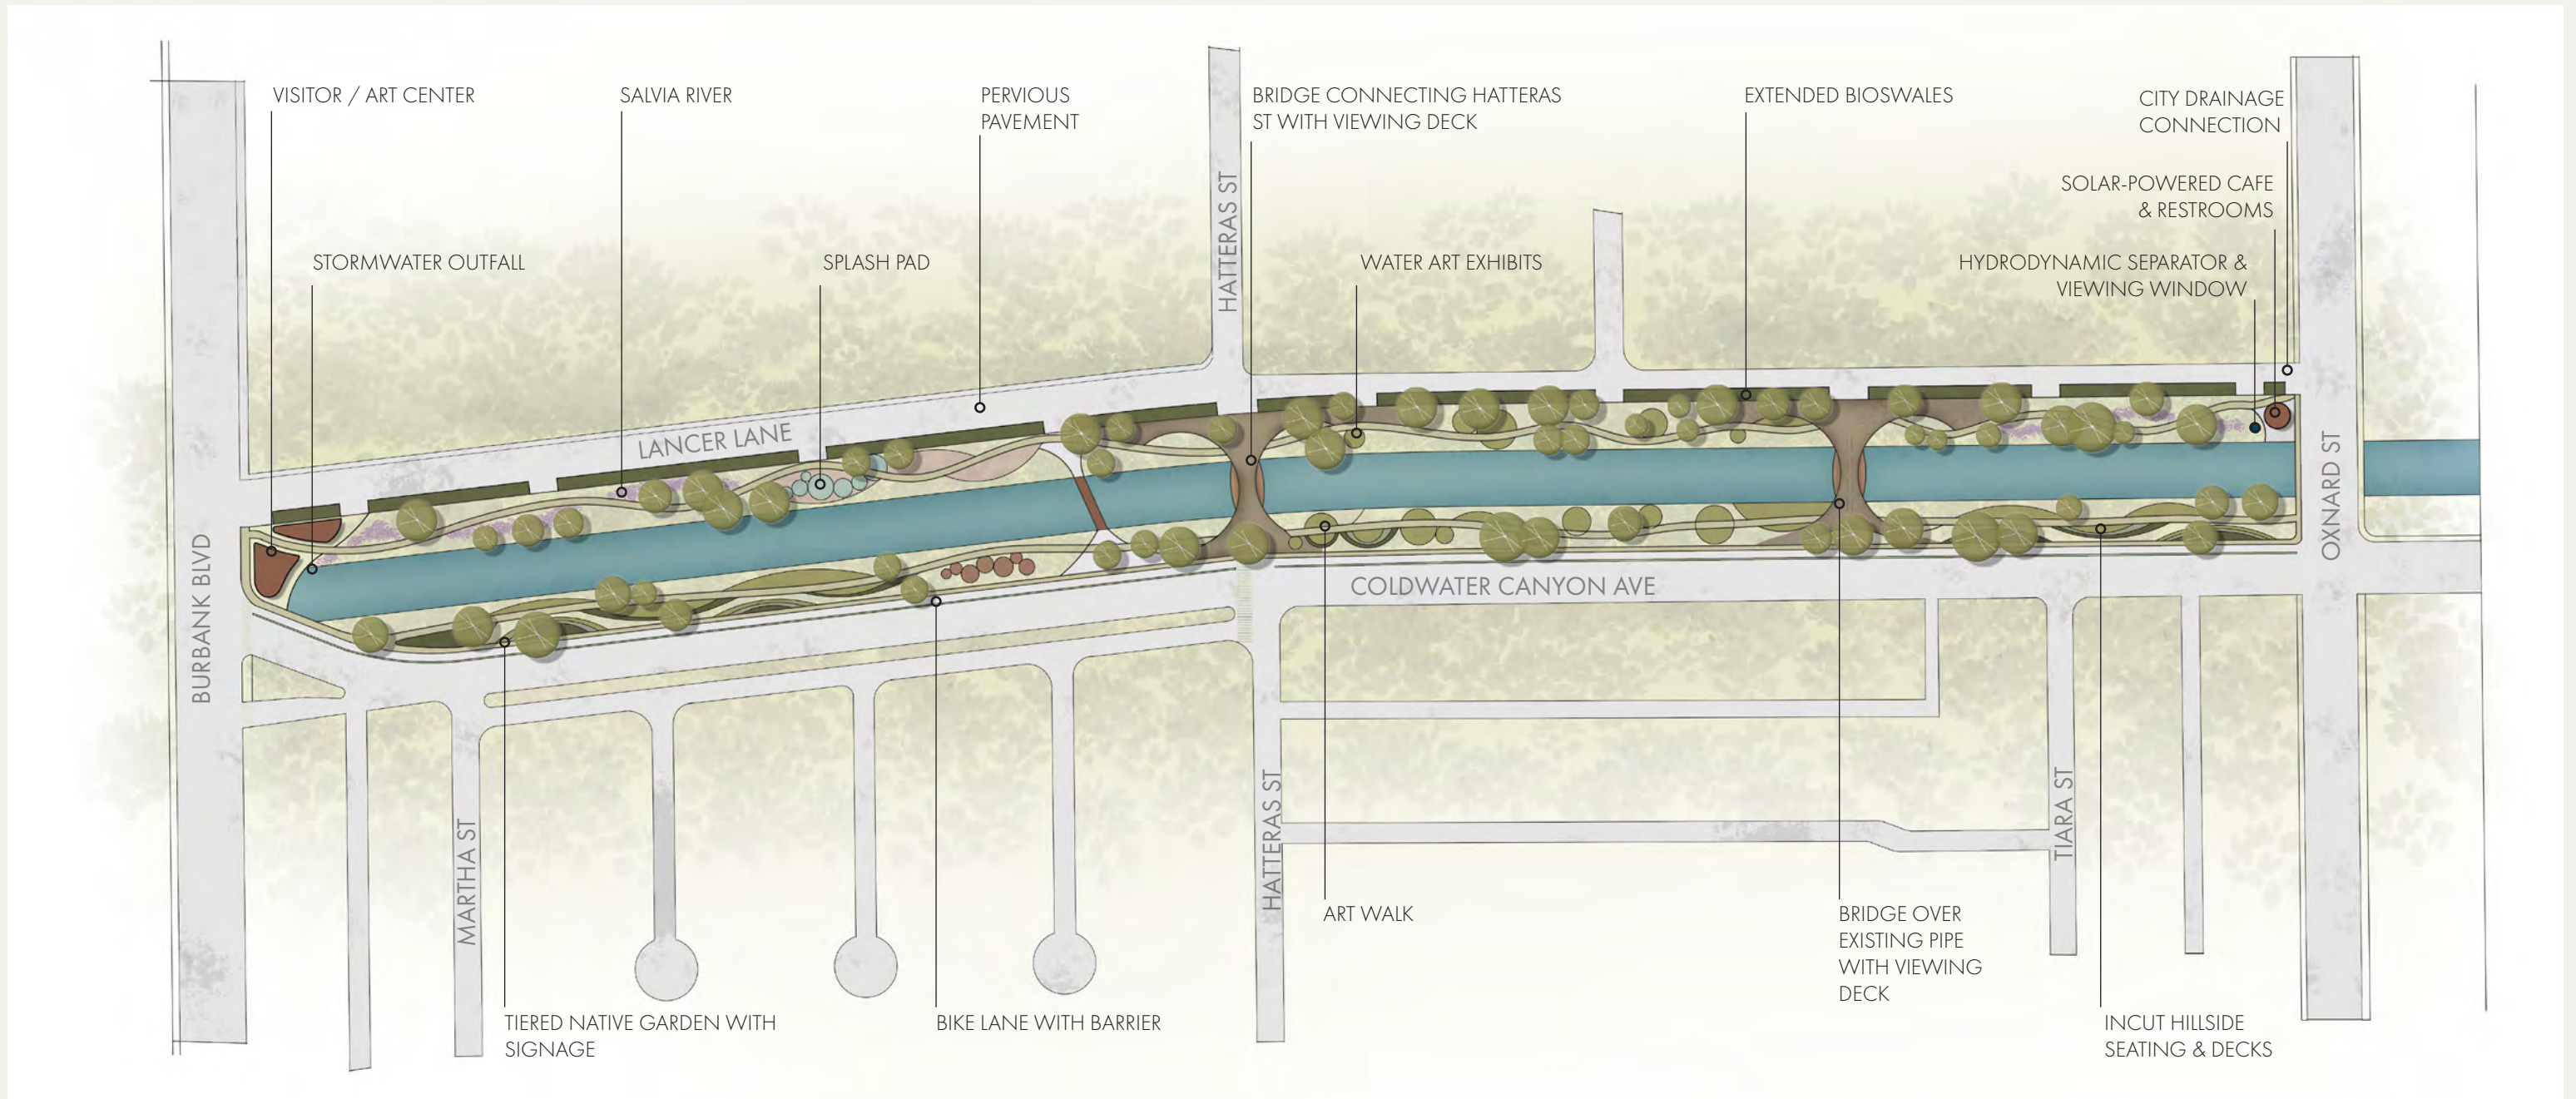 VISITOR / ART CENTER
SALVIA RIVER
PERVIOUS
PAVEMENT
BRIDGE CONNECTING HATTERAS
ST WITH VIEWING DECK
EXTENDED BIOSWALES
CITY DRAINAGE
CONNECTION
SOLAR-POWERED CAFE
& RESTROOMS
STORMWATER OUTFALL
SPLASH PAD
HATTERAS ST
WATER ART EXHIBITS
HYDRODYNAMIC SEPARATOR &
VIEWING WINDOW
LANCER LANE
BURBANK BLVD
COLDWATER CANYON AVE
OXNARD ST
MARTHA ST
HATTERAS ST
TIARA ST
ART WALK
BRIDGE OVER
EXISTING PIPE
WITH VIEWING
DECK
TIERED NATIVE GARDEN WITH
SIGNAGE
BIKE LANE WITH BARRIER
INCUT HILLSIDE
SEATING & DECKS